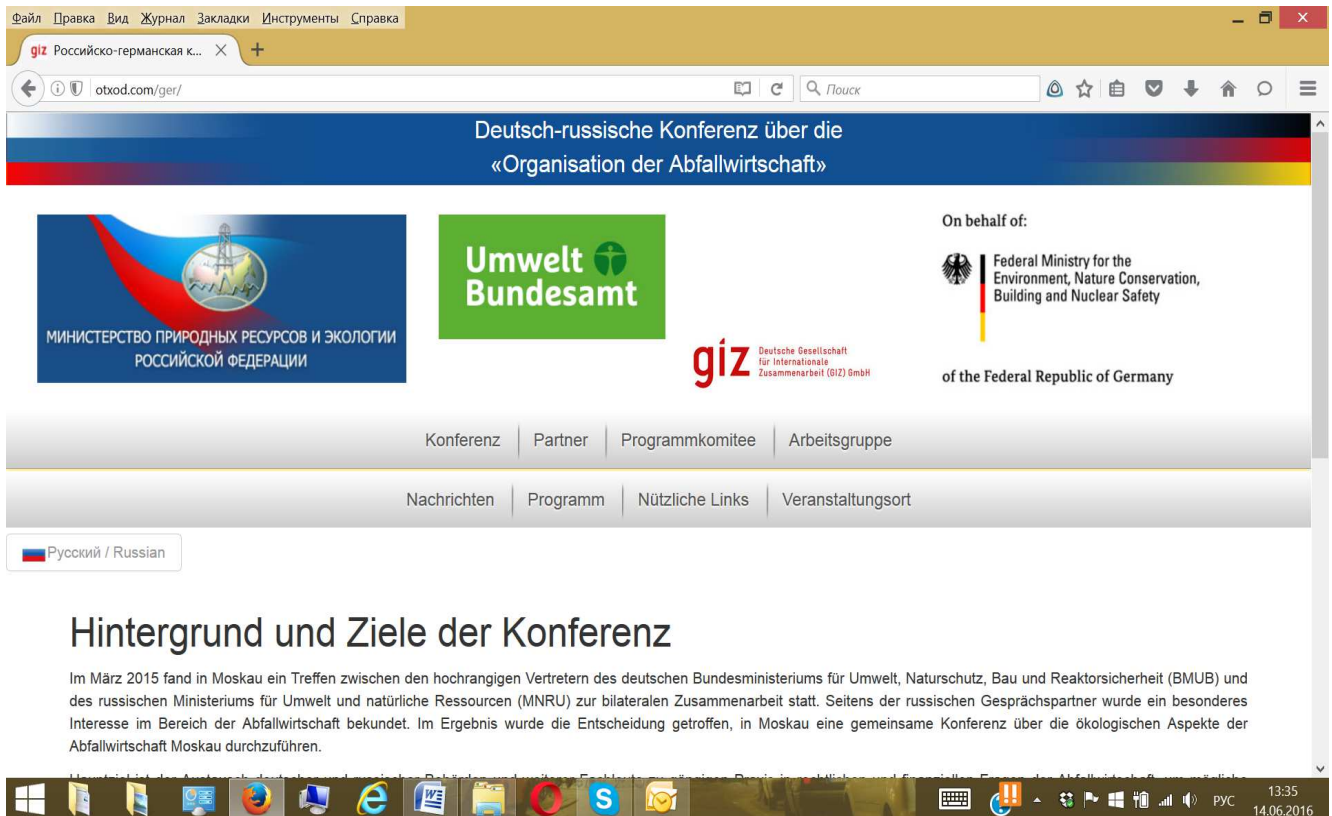 Файл Правка Вид Журнал Закладки Инструменты Справка
giz Российско-германская к...
otxod.com/ger/
Поиск
Deutsch-russische Konferenz über die
«Organisation der Abfallwirtschaft»
МИНИСТЕРСТВО ПРИРОДНЫХ РЕСУРСОВ И ЭКОЛОГИИ
РОССИЙСКОЙ ФЕДЕРАЦИИ
Umwelt
Bundesamt
giz
Deutsche Gesellschaft
für Internationale
Zusammenarbeit (GIZ) GmbH
On behalf of:
Federal Ministry for the
Environment, Nature Conservation,
Building and Nuclear Safety
of the Federal Republic of Germany
Konferenz Partner Programmkomitee Arbeitsgruppe
Nachrichten Programm Nützliche Links Veranstaltungsort
Русский / Russian
Hintergrund und Ziele der Konferenz
Im März 2015 fand in Moskau ein Treffen zwischen den hochrangigen Vertretern des deutschen Bundesministeriums für Umwelt, Naturschutz, Bau und Reaktorsicherheit (BMUB) und
des russischen Ministeriums für Umwelt und natürliche Ressourcen (MNRU) zur bilateralen Zusammenarbeit statt. Seitens der russischen Gesprächspartner wurde ein besonderes
Interesse im Bereich der Abfallwirtschaft bekundet. Im Ergebnis wurde die Entscheidung getroffen, in Moskau eine gemeinsame Konferenz über die ökologischen Aspekte der
Abfallwirtschaft Moskau durchzuführen.
РУС
13:35
14.06.2016